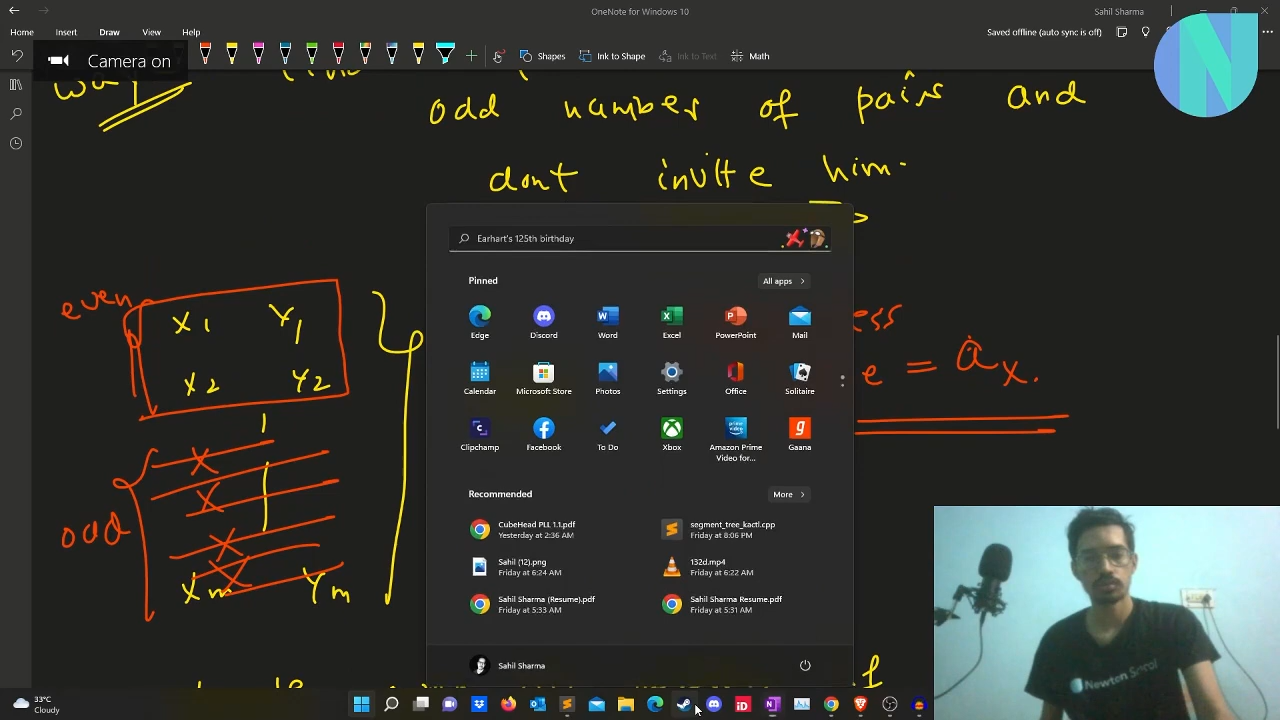 OneNote for Windows 10
Sahil Sharma
Home Insert Draw View Help
Saved offline (auto sync is off)
Camera on
Shapes Ink to Shape Ink to Text Math
way
odd number of pairs and
dont invite him.
Earhart's 125th birthday
Pinned
All apps
Edge Discord Word Excel PowerPoint Mail
Calendar Microsoft Store Photos Settings Office Solitaire
Clipchamp Facebook To Do Xbox Amazon Prime Video for... Gaana
Recommended
More
CubeHead PLL 1.1.pdf
Yesterday at 2:36 AM
segment_tree_kactl.cpp
Friday at 8:06 PM
Sahil (12).png
Friday at 6:24 AM
132d.mp4
Friday at 6:22 AM
Sahil Sharma (Resume).pdf
Friday at 5:33 AM
Sahil Sharma Resume.pdf
Friday at 5:31 AM
Sahil Sharma
even
X1 Y1
X2 Y2
odd
Xm Ym
ess
e = ax.
Newton School
33°C
Cloudy